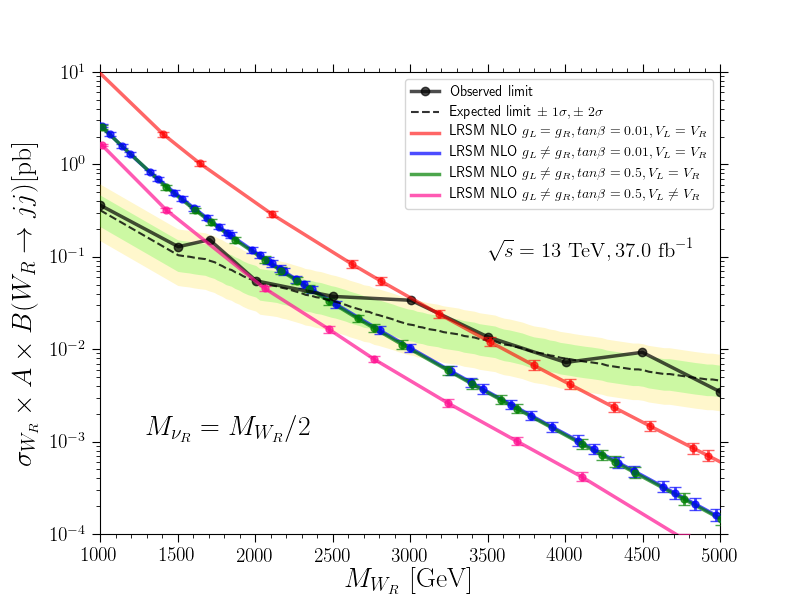 Observed limit
Expected limit ± 1σ,± 2σ
LRSM NLO g_L = g_R, tanβ = 0.01, V_L = V_R
LRSM NLO g_L ≠ g_R, tanβ = 0.01, V_L = V_R
LRSM NLO g_L ≠ g_R, tanβ = 0.5, V_L = V_R
LRSM NLO g_L ≠ g_R, tanβ = 0.5, V_L ≠ V_R
√s = 13 TeV, 37.0 fb⁻¹
M_{ν_R} = M_{W_R}/2
σ_{W_R} × A × B(W_R → jj)[pb]
10¹
10⁰
10⁻¹
10⁻²
10⁻³
10⁻⁴
1000 1500 2000 2500 3000 3500 4000 4500 5000
M_{W_R} [GeV]